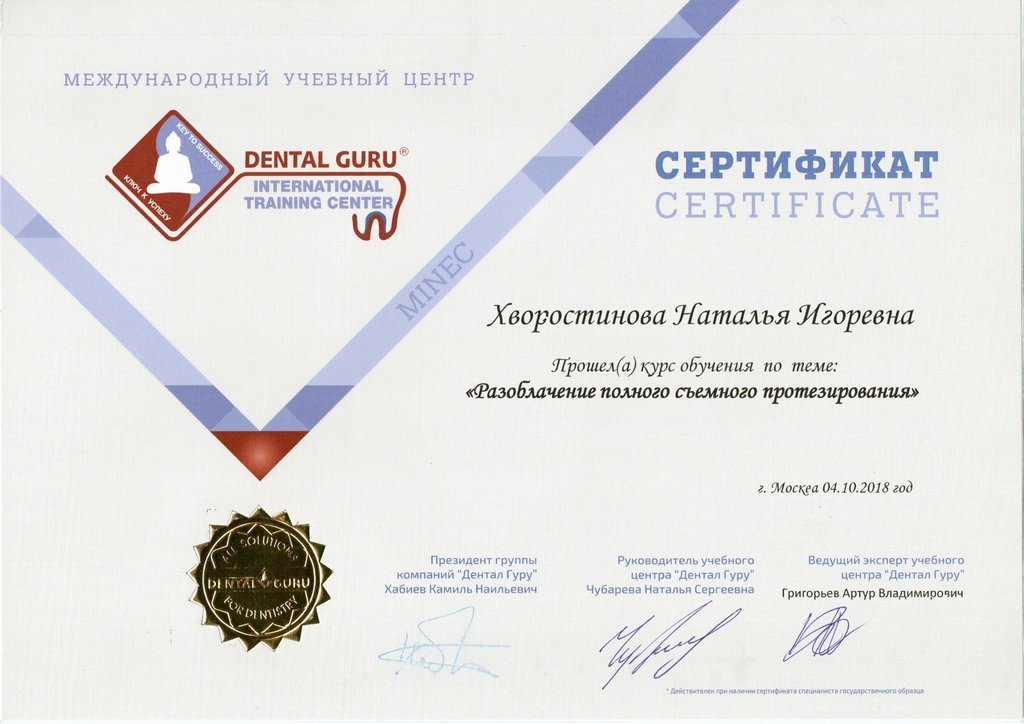 МЕЖДУНАРОДНЫЙ УЧЕБНЫЙ ЦЕНТР
KEY TO SUCCESS
КЛЮЧ К УСПЕХУ
DENTAL GURU®
INTERNATIONAL
TRAINING CENTER
MINEC
СЕРТИФИКАТ
CERTIFICATE
Хворостинова Наталья Игоревна
Прошел(а) курс обучения по теме:
«Разоблачение полного съемного протезирования»
г. Москва 04.10.2018 год
ALL SOLUTIONS
DENTAL GURU
FOR DENTISTRY
Президент группы
компаний “Дентал Гуру”
Хабиев Камиль Наильевич
Руководитель учебного
центра “Дентал Гуру”
Чубарева Наталья Сергеевна
Ведущий эксперт учебного
центра “Дентал Гуру”
Григорьев Артур Владимирович
* Действителен при наличии сертификата специалиста государственного образца